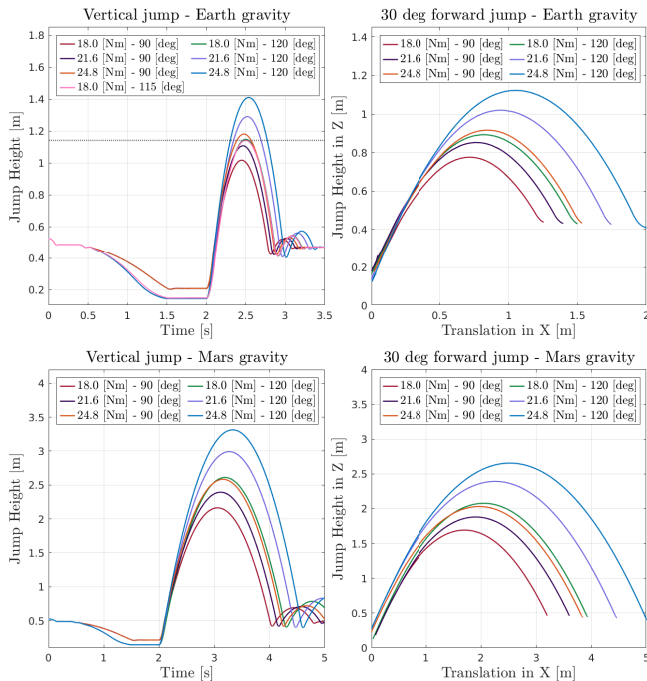 Vertical jump - Earth gravity
18.0 [Nm] - 90 [deg]
21.6 [Nm] - 90 [deg]
24.8 [Nm] - 90 [deg]
18.0 [Nm] - 115 [deg]
18.0 [Nm] - 120 [deg]
21.6 [Nm] - 120 [deg]
24.8 [Nm] - 120 [deg]
Jump Height [m]
1.8
1.6
1.4
1.2
1
0.8
0.6
0.4
0.2
0 0.5 1 1.5 2 2.5 3 3.5
Time [s]
30 deg forward jump - Earth gravity
18.0 [Nm] - 90 [deg]
21.6 [Nm] - 90 [deg]
24.8 [Nm] - 90 [deg]
18.0 [Nm] - 120 [deg]
21.6 [Nm] - 120 [deg]
24.8 [Nm] - 120 [deg]
Jump Height in Z [m]
1.4
1.2
1
0.8
0.6
0.4
0.2
0
0 0.5 1 1.5 2
Translation in X [m]
Vertical jump - Mars gravity
18.0 [Nm] - 90 [deg]
21.6 [Nm] - 90 [deg]
24.8 [Nm] - 90 [deg]
18.0 [Nm] - 120 [deg]
21.6 [Nm] - 120 [deg]
24.8 [Nm] - 120 [deg]
Jump Height [m]
4
3.5
3
2.5
2
1.5
1
0.5
0 1 2 3 4 5
Time [s]
30 deg forward jump - Mars gravity
18.0 [Nm] - 90 [deg]
21.6 [Nm] - 90 [deg]
24.8 [Nm] - 90 [deg]
18.0 [Nm] - 120 [deg]
21.6 [Nm] - 120 [deg]
24.8 [Nm] - 120 [deg]
Jump Height in Z [m]
4
3.5
3
2.5
2
1.5
1
0.5
0
0 1 2 3 4 5
Translation in X [m]